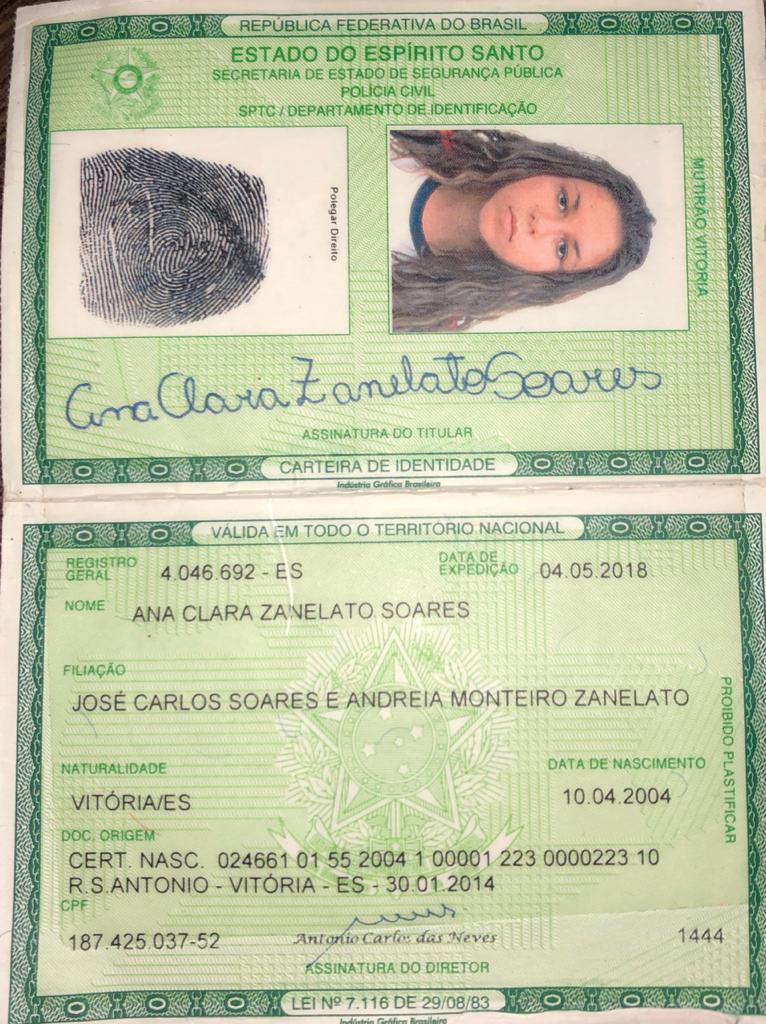 REPÚBLICA FEDERATIVA DO BRASIL
ESTADO DO ESPÍRITO SANTO
SECRETARIA DE ESTADO DE SEGURANÇA PÚBLICA
POLÍCIA CIVIL
SPTC / DEPARTAMENTO DE IDENTIFICAÇÃO
Polegar Direito
MUTIRÃO VITORIA
Ana Clara Zanelato Soares
ASSINATURA DO TITULAR
CARTEIRA DE IDENTIDADE
Indústria Gráfica Brasileira
VÁLIDA EM TODO O TERRITÓRIO NACIONAL
REGISTRO GERAL 4.046.692 - ES DATA DE EXPEDIÇÃO 04.05.2018
NOME ANA CLARA ZANELATO SOARES
FILIAÇÃO
JOSÉ CARLOS SOARES E ANDREIA MONTEIRO ZANELATO
PROIBIDO PLASTIFICAR
NATURALIDADE DATA DE NASCIMENTO
VITÓRIA/ES 10.04.2004
DOC. ORIGEM
CERT. NASC. 024661 01 55 2004 1 00001 223 0000223 10
R.S.ANTONIO - VITÓRIA - ES - 30.01.2014
CPF
187.425.037-52 Antonio Carlos das Neves 1444
ASSINATURA DO DIRETOR
LEI Nº 7.116 DE 29/08/83
Indústria Gráfica Brasileira